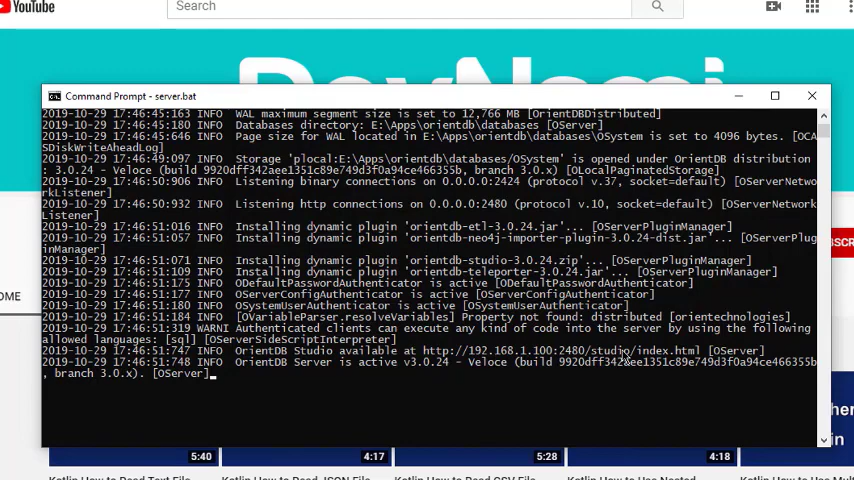 YouTube
Search
DevNami
Command Prompt - server.bat
2019-10-29 17:46:45:163 INFO  WAL maximum segment size is set to 12,766 MB [OrientDBDistributed]
2019-10-29 17:46:45:180 INFO  Databases directory: E:\Apps\orientdb\databases [OServer]
2019-10-29 17:46:45:646 INFO  Page size for WAL located in E:\Apps\orientdb\databases\OSystem is set to 4096 bytes. [OCA
SDiskWriteAheadLog]
2019-10-29 17:46:49:097 INFO  Storage 'plocal:E:\Apps\orientdb\databases/OSystem' is opened under OrientDB distribution
: 3.0.24 - Veloce (build 9920dff342aee1351c89e749d3f0a94ce466355b, branch 3.0.x) [OLocalPaginatedStorage]
2019-10-29 17:46:50:906 INFO  Listening binary connections on 0.0.0.0:2424 (protocol v.37, socket=default) [OServerNetwo
rkListener]
2019-10-29 17:46:50:932 INFO  Listening http connections on 0.0.0.0:2480 (protocol v.10, socket=default) [OServerNetwork
Listener]
2019-10-29 17:46:51:016 INFO  Installing dynamic plugin 'orientdb-etl-3.0.24.jar'... [OServerPluginManager]
2019-10-29 17:46:51:057 INFO  Installing dynamic plugin 'orientdb-neo4j-importer-plugin-3.0.24-dist.jar'... [OServerPlug
inManager]
2019-10-29 17:46:51:071 INFO  Installing dynamic plugin 'orientdb-studio-3.0.24.zip'... [OServerPluginManager]
2019-10-29 17:46:51:109 INFO  Installing dynamic plugin 'orientdb-teleporter-3.0.24.jar'... [OServerPluginManager]
2019-10-29 17:46:51:175 INFO  ODefaultPasswordAuthenticator is active [ODefaultPasswordAuthenticator]
2019-10-29 17:46:51:177 INFO  OServerConfigAuthenticator is active [OServerConfigAuthenticator]
2019-10-29 17:46:51:180 INFO  OSystemUserAuthenticator is active [OSystemUserAuthenticator]
2019-10-29 17:46:51:184 INFO  [OVariableParser.resolveVariables] Property not found: distributed [orientechnologies]
2019-10-29 17:46:51:319 WARNI Authenticated clients can execute any kind of code into the server by using the following
allowed languages: [sql] [OServerSideScriptInterpreter]
2019-10-29 17:46:51:747 INFO  OrientDB Studio available at http://192.168.1.100:2480/studio/index.html [OServer]
2019-10-29 17:46:51:748 INFO  OrientDB Server is active v3.0.24 - Veloce (build 9920dff342aee1351c89e749d3f0a94ce466355b
, branch 3.0.x). [OServer]
OME
SCR
her
in
5:40
4:17
5:28
4:18
Kotlin How to Read Text File
Kotlin How to Read JSON File
Kotlin How to Read CSV File
Kotlin How to Use Nested
Kotlin How to Use Mult